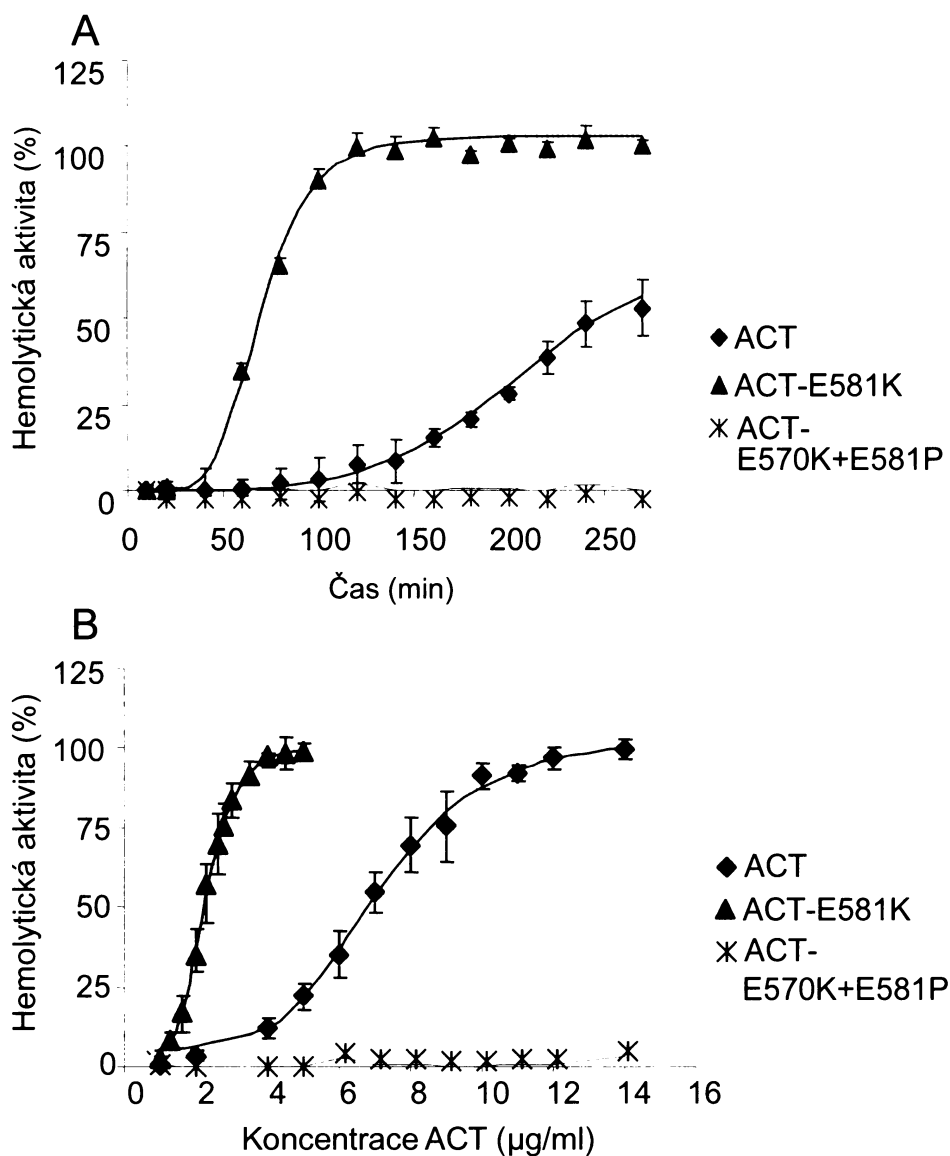 A
125
100
75
50
25
0
Hemolytická aktivita (%)
0 50 100 150 200 250
Čas (min)
ACT
ACT-E581K
ACT-
E570K+E581P
B
125
100
75
50
25
0
Hemolytická aktivita (%)
0 2 4 6 8 10 12 14 16
Koncentrace ACT (µg/ml)
ACT
ACT-E581K
ACT-
E570K+E581P